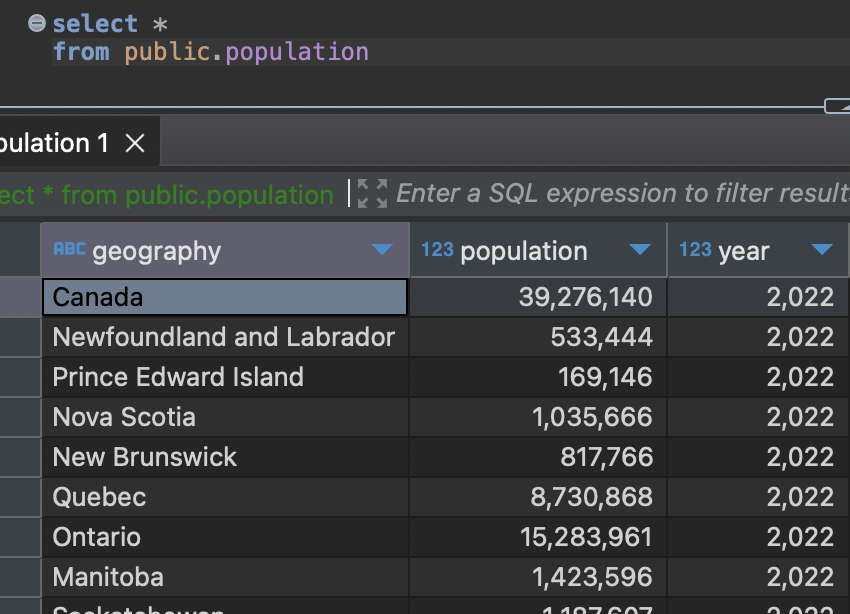 select *
from public.population
pulation 1
ect * from public.population Enter a SQL expression to filter result
ABC geography 123 population 123 year
Canada 39,276,140 2,022
Newfoundland and Labrador 533,444 2,022
Prince Edward Island 169,146 2,022
Nova Scotia 1,035,666 2,022
New Brunswick 817,766 2,022
Quebec 8,730,868 2,022
Ontario 15,283,961 2,022
Manitoba 1,423,596 2,022